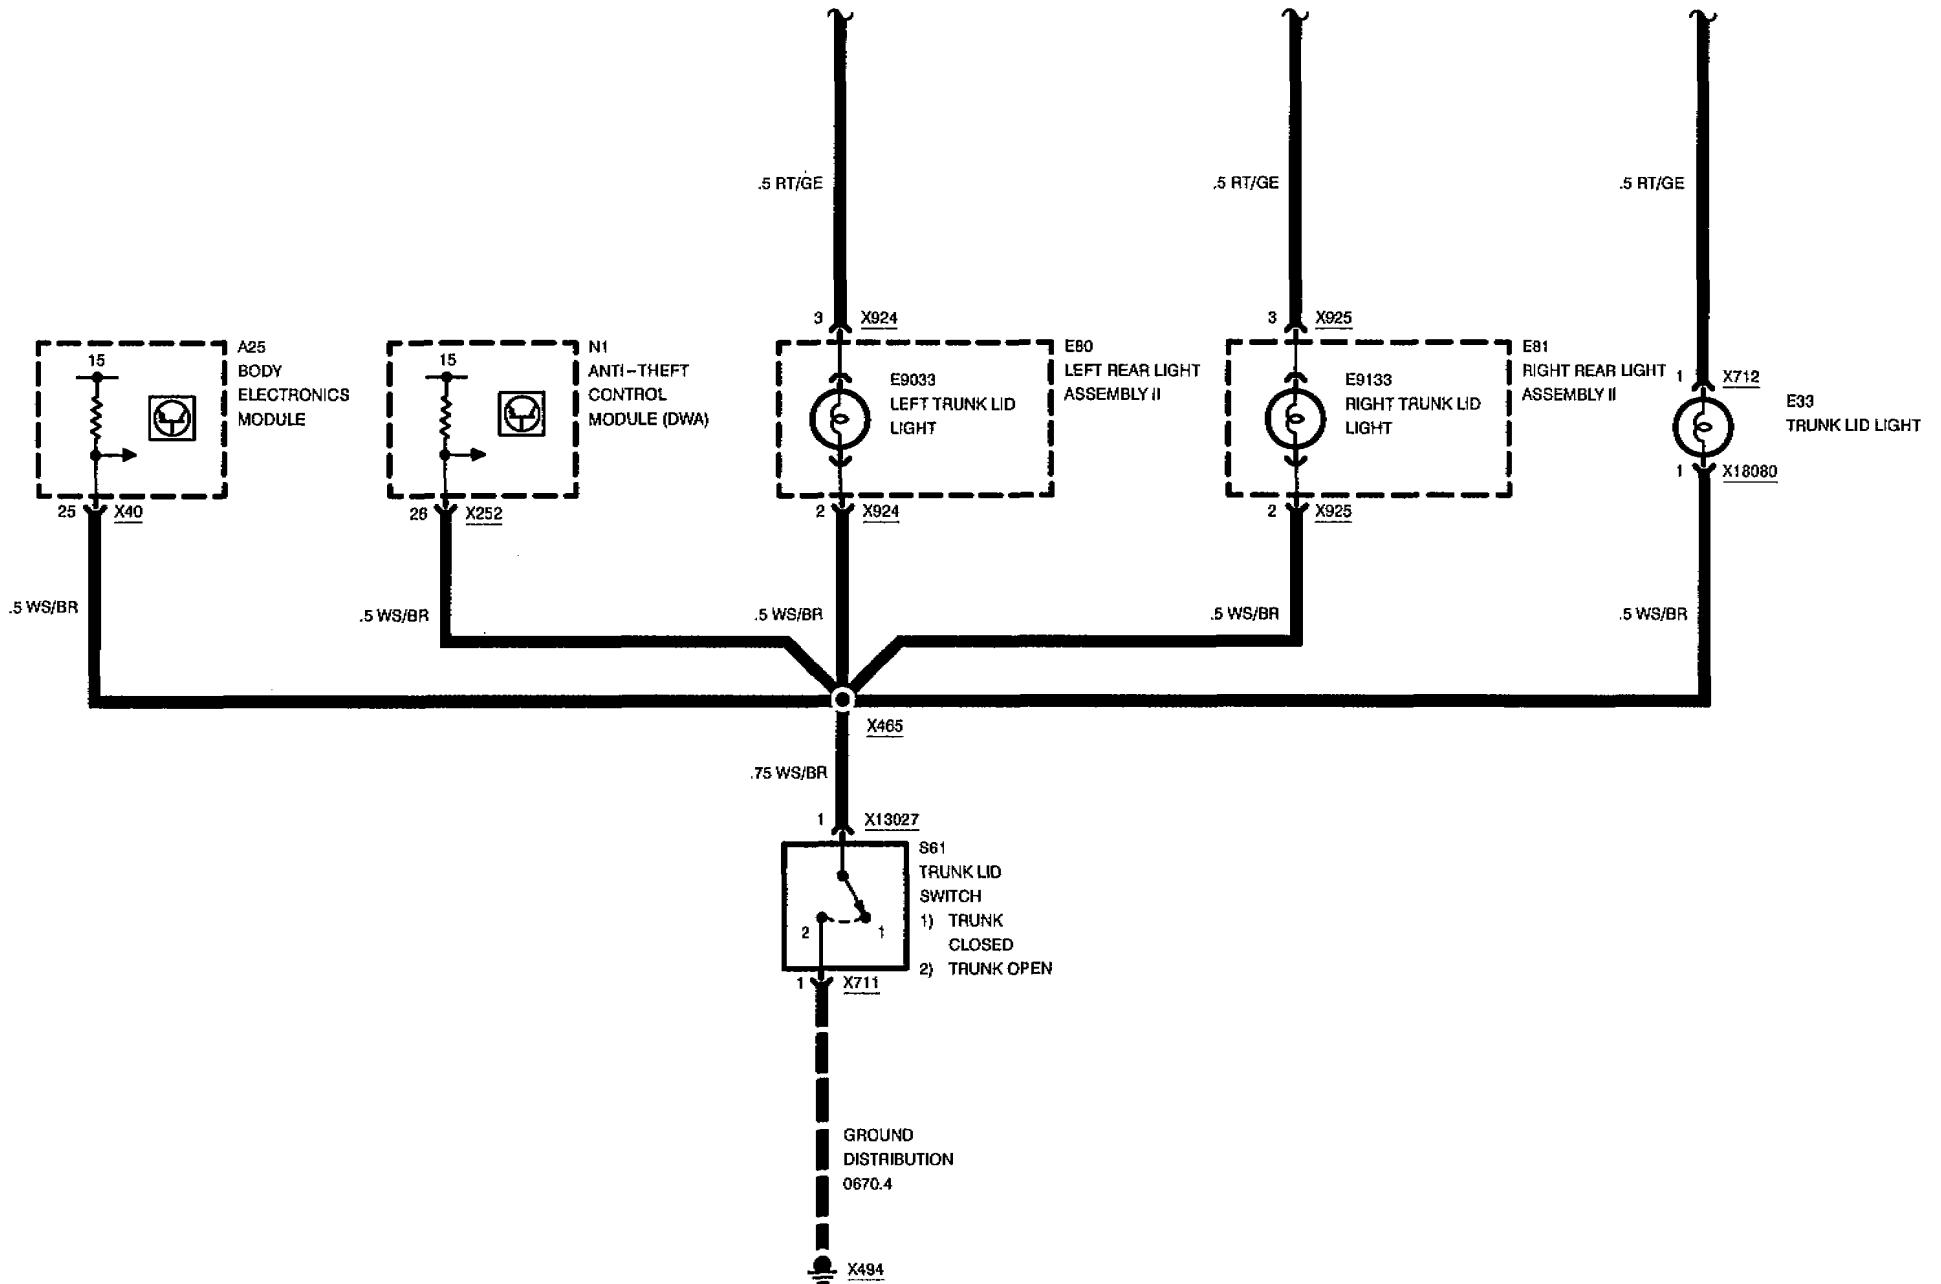 .5 RT/GE
.5 RT/GE
.5 RT/GE
3 X924
3 X925
15
A25
BODY
ELECTRONICS
MODULE
15
N1
ANTI-THEFT
CONTROL
MODULE (DWA)
E9033
LEFT TRUNK LID
LIGHT
E80
LEFT REAR LIGHT
ASSEMBLY II
E9133
RIGHT TRUNK LID
LIGHT
E81
RIGHT REAR LIGHT
ASSEMBLY II
1 X712
E33
TRUNK LID LIGHT
1 X18080
25 X40
26 X252
2 X924
2 X925
.5 WS/BR
.5 WS/BR
.5 WS/BR
.5 WS/BR
.5 WS/BR
X465
.75 WS/BR
1 X13027
S61
TRUNK LID
SWITCH
1) TRUNK
CLOSED
2) TRUNK OPEN
2
1
1 X711
GROUND
DISTRIBUTION
0670.4
X494